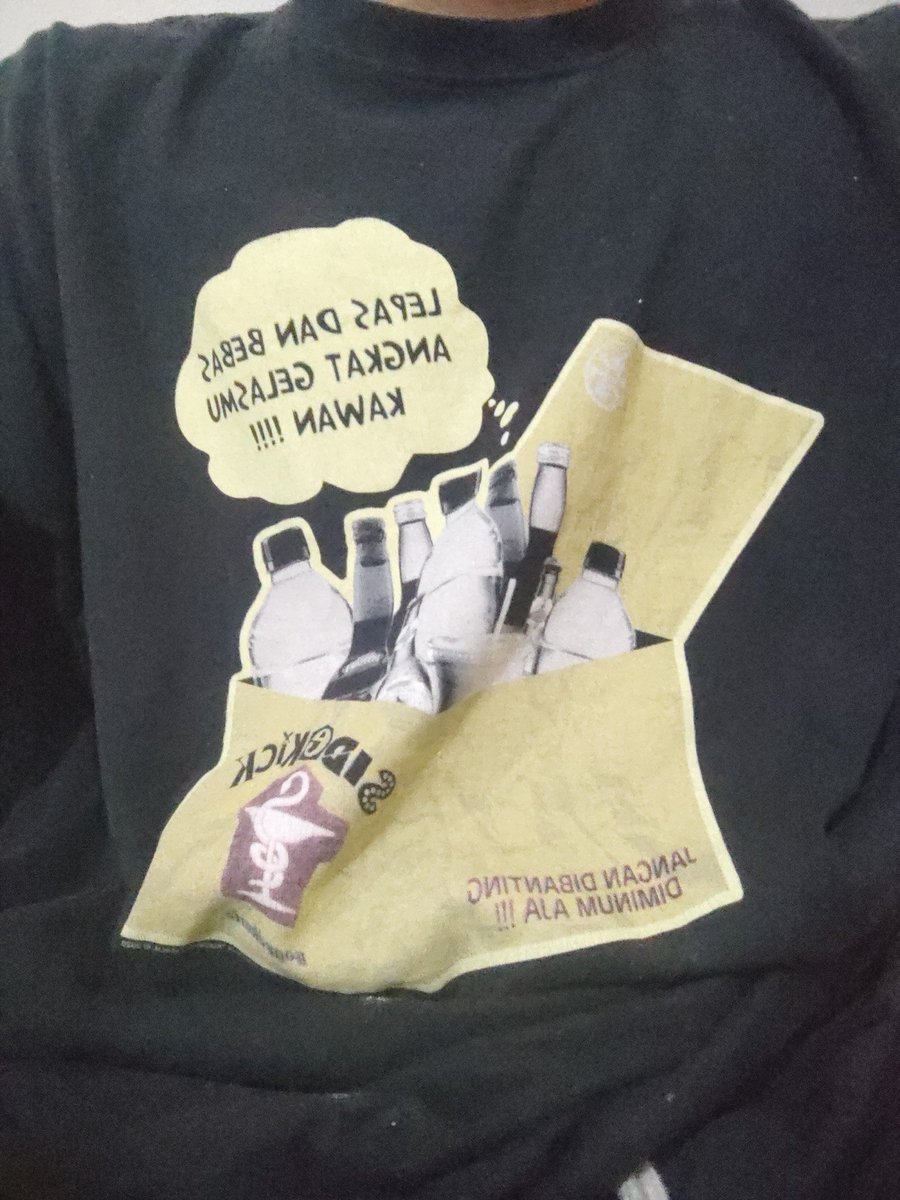 LEPAS DAN BEBAS
ANGKAT GELASMU
KAWAN !!!!
SIDEKICK
JANGAN DIBANTING
DIMINUM AJA !!!